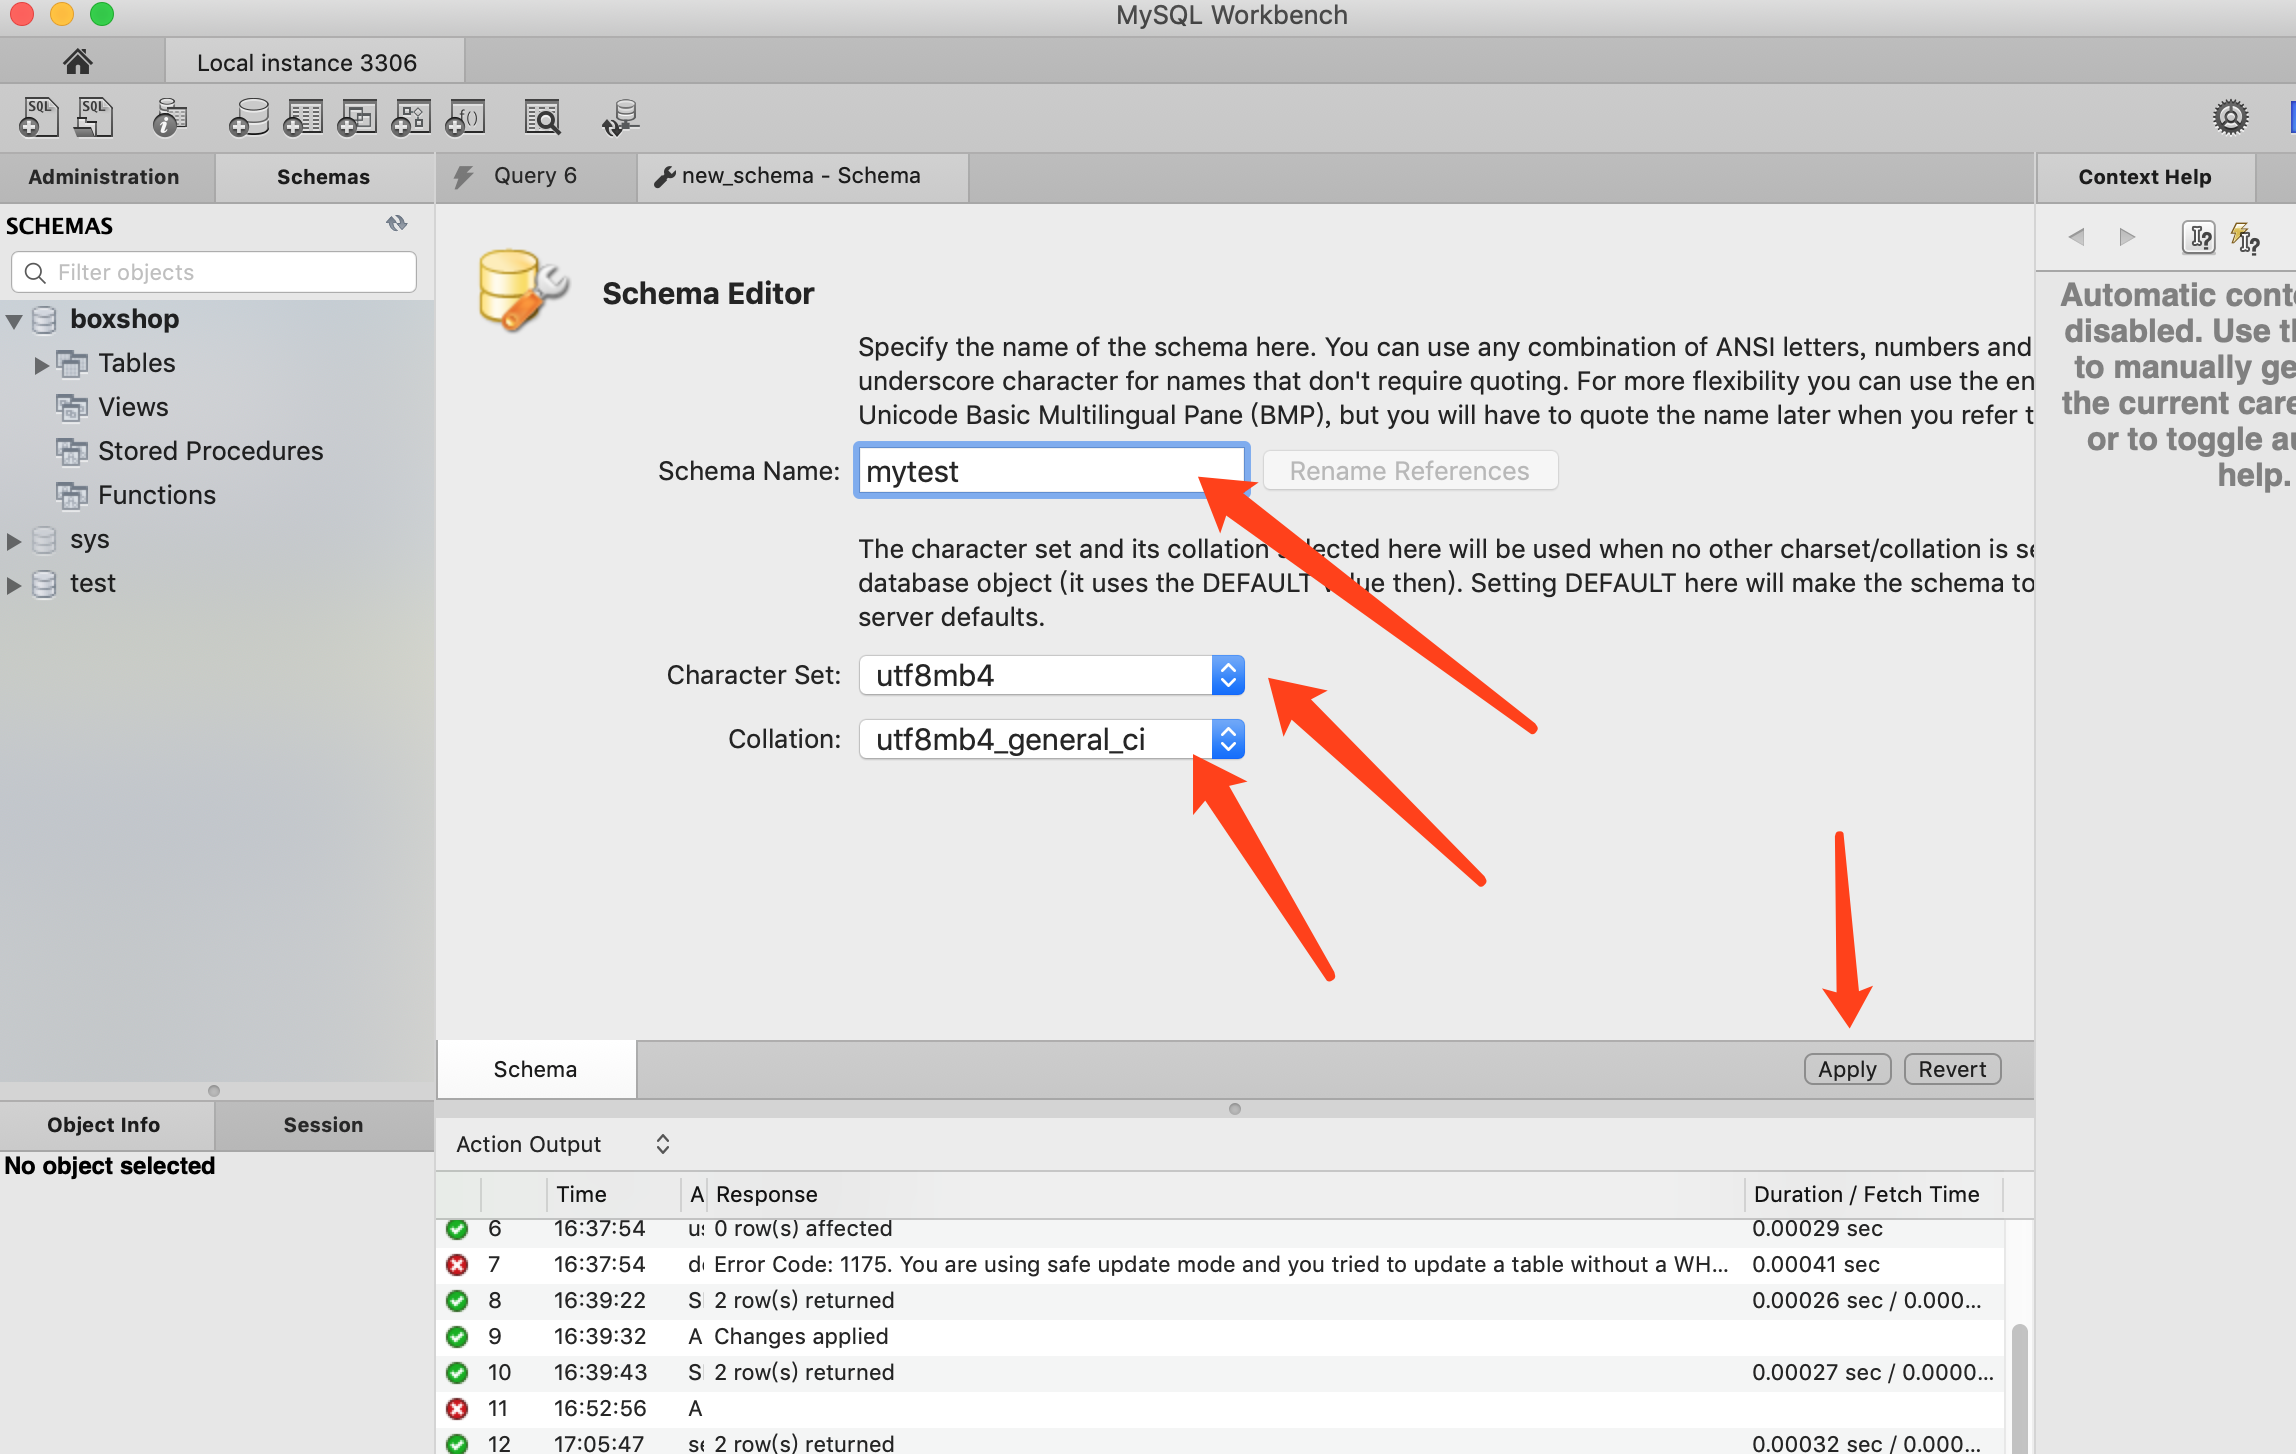 MySQL Workbench
Local instance 3306
SQL
SQL
f()
Administration
Schemas
Query 6
new_schema - Schema
Context Help
SCHEMAS
Filter objects
boxshop
Tables
Views
Stored Procedures
Functions
sys
test
Schema Editor
Specify the name of the schema here. You can use any combination of ANSI letters, numbers and
underscore character for names that don't require quoting. For more flexibility you can use the en
Unicode Basic Multilingual Pane (BMP), but you will have to quote the name later when you refer t
Schema Name:
mytest
Rename References
The character set and its collation selected here will be used when no other charset/collation is se
database object (it uses the DEFAULT value then). Setting DEFAULT here will make the schema to
server defaults.
Character Set:
utf8mb4
Collation:
utf8mb4_general_ci
Automatic conte
disabled. Use th
to manually ge
the current care
or to toggle au
help.
Schema
Apply
Revert
Object Info
Session
No object selected
Action Output
Time
A
Response
Duration / Fetch Time
6 16:37:54 us 0 row(s) affected 0.00029 sec
7 16:37:54 de Error Code: 1175. You are using safe update mode and you tried to update a table without a WH... 0.00041 sec
8 16:39:22 S 2 row(s) returned 0.00026 sec / 0.000...
9 16:39:32 A Changes applied
10 16:39:43 S 2 row(s) returned 0.00027 sec / 0.0000...
11 16:52:56 A
12 17:05:47 se 2 row(s) returned 0.00032 sec / 0.000...